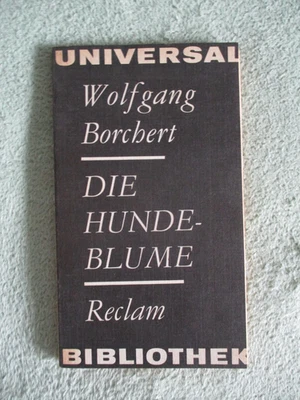 UNIVERSAL
Wolfgang
Borchert
DIE
HUNDE-
BLUME
Reclam
BIBLIOTHEK